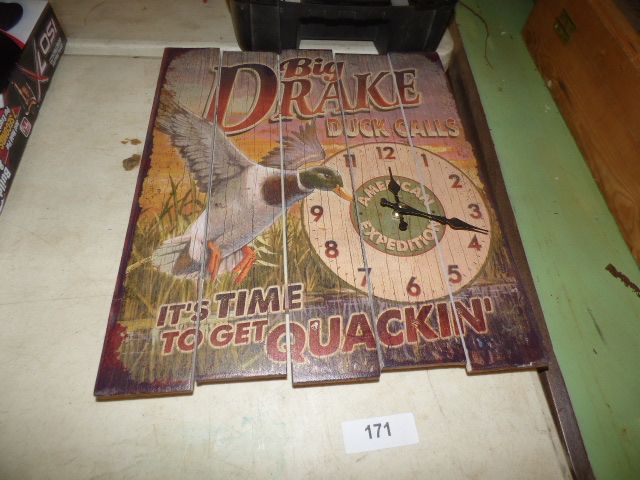 Big
DRAKE
DUCK CALLS
11 12 1
2
3
4
5
6
7
8
9
AMERICAN
EXPEDITION
IT'S TIME
TO GET QUACKIN'
171